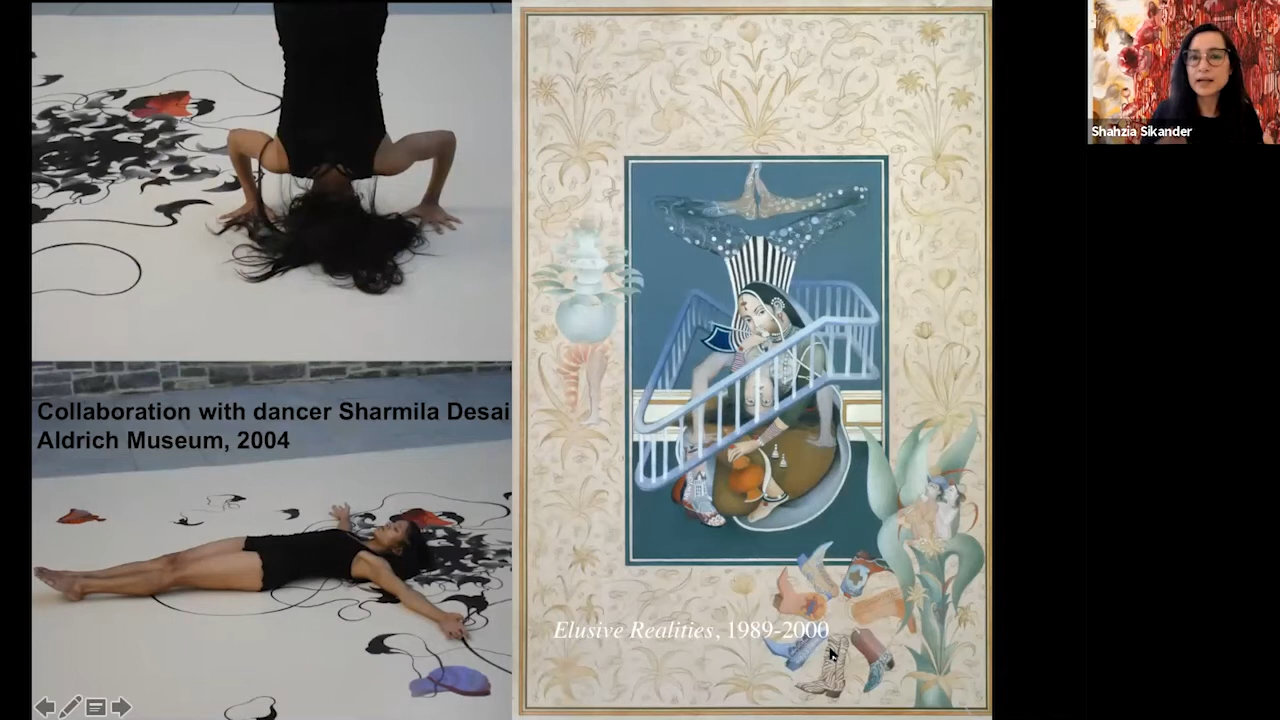 Shahzia Sikander
Collaboration with dancer Sharmila Desai
Aldrich Museum, 2004
Elusive Realities, 1989-2000